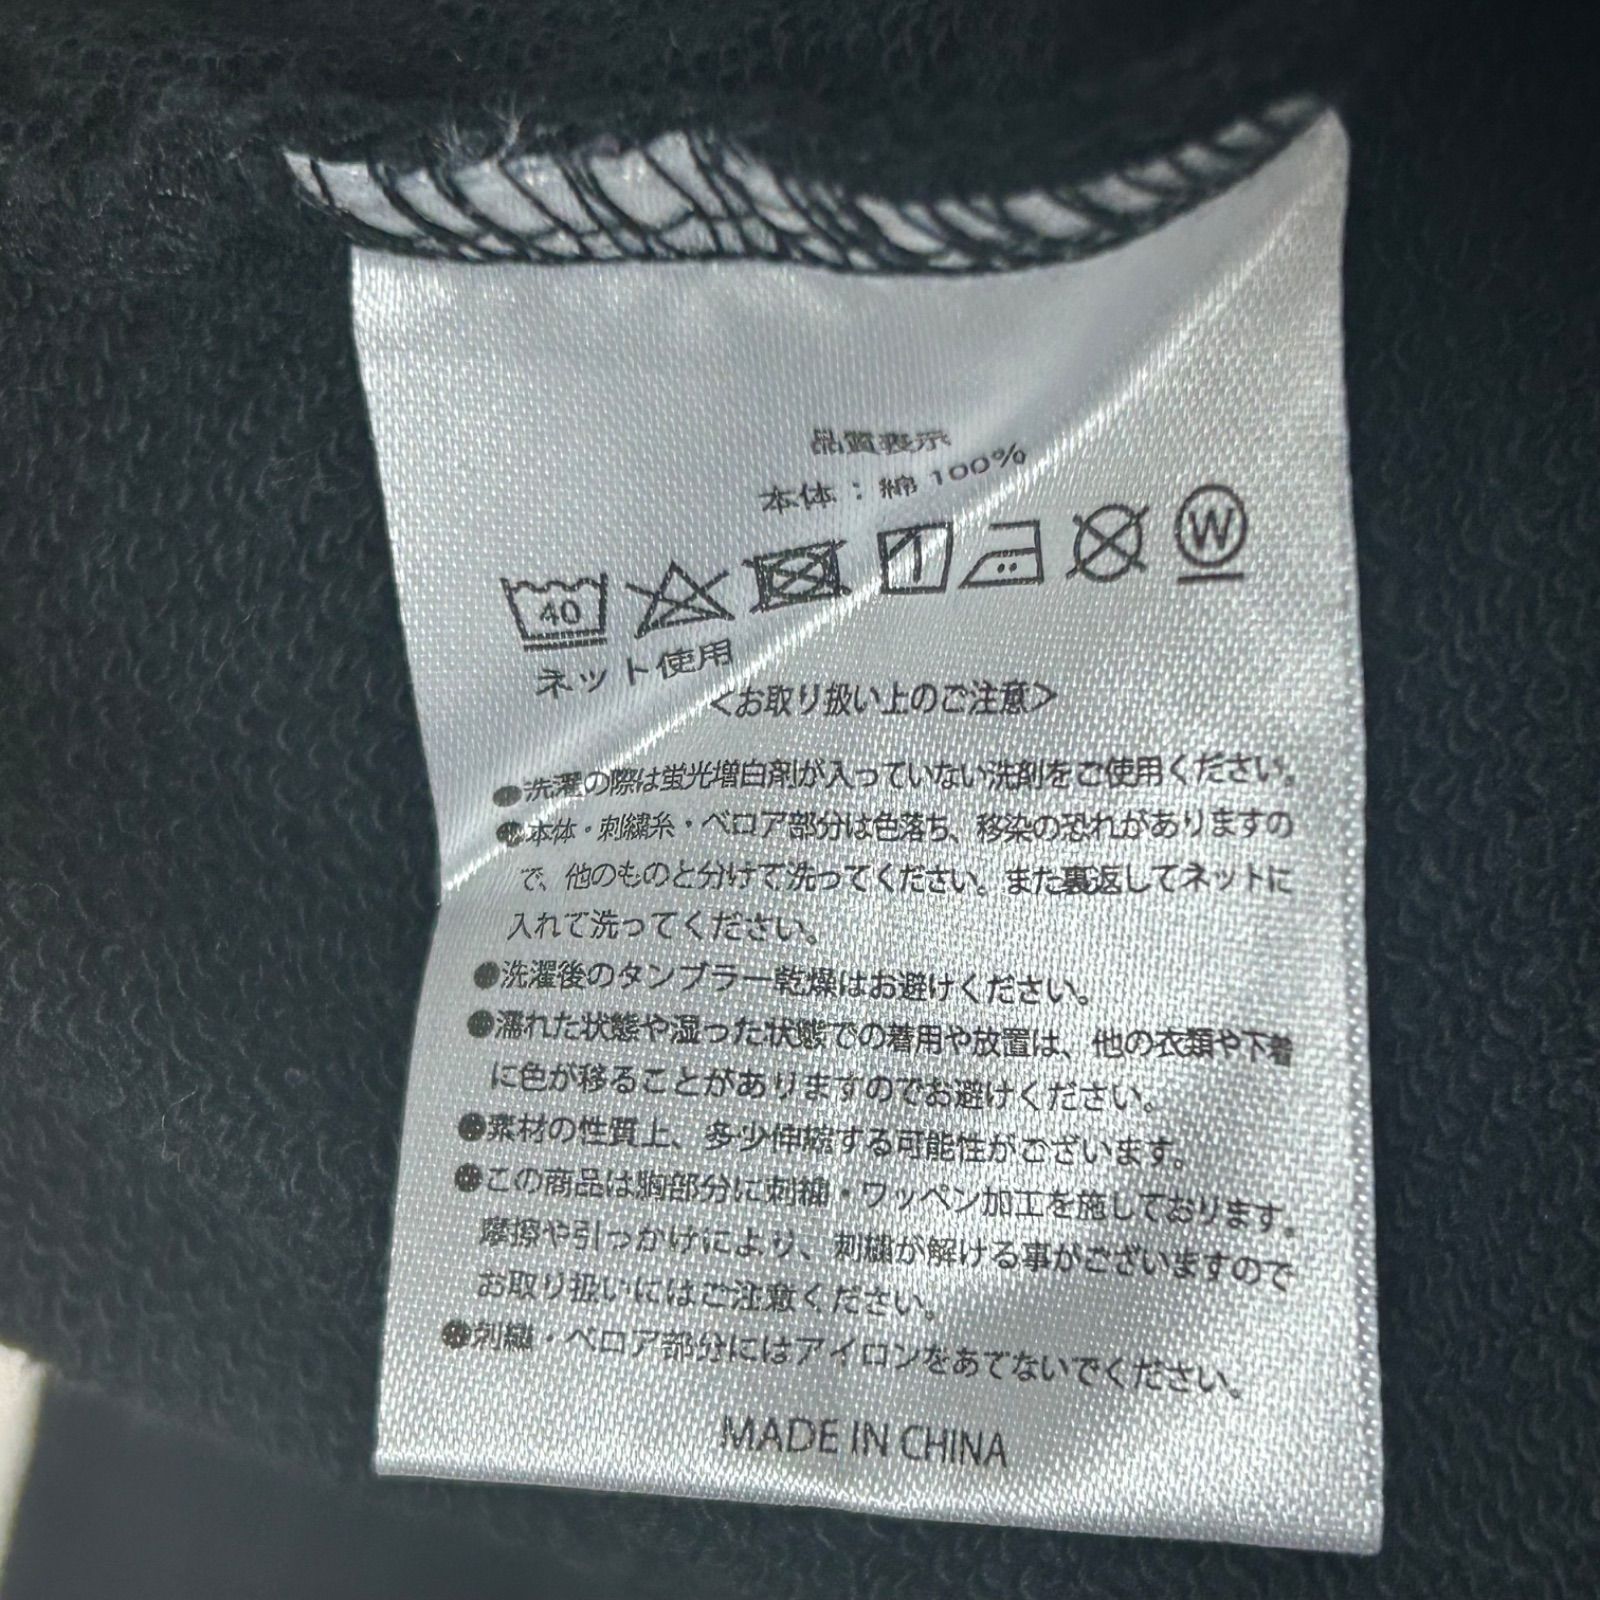 品質表示
本体：綿 100%
40
W
ネット使用
<お取り扱い上のご注意>
●洗濯の際は蛍光増白剤が入っていない洗剤をご使用ください。
●本体・刺繍糸・ベロア部分は色落ち、移染の恐れがありますの
で、他のものと分けて洗ってください。また裏返してネットに
入れて洗ってください。
●洗濯後のタンブラー乾燥はお避けください。
●濡れた状態や湿った状態での着用や放置は、他の衣類や下着
に色が移ることがありますのでお避けください。
●素材の性質上、多少伸縮する可能性がございます。
●この商品は胸部分に刺繍・ワッペン加工を施しております。
摩擦や引っかけにより、刺繍が解ける事がございますので
お取り扱いにはご注意ください。
●刺繍・ベロア部分にはアイロンをあてないでください。
MADE IN CHINA